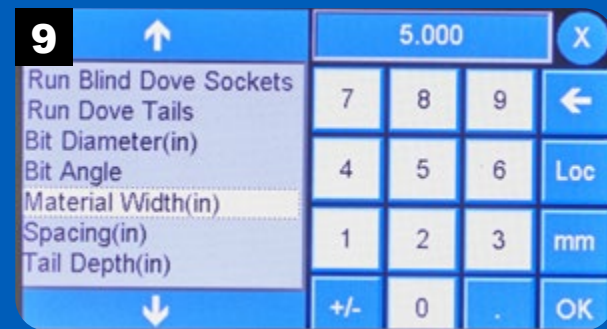 9
5.000
X
Run Blind Dove Sockets
Run Dove Tails
Bit Diameter(in)
Bit Angle
Material Width(in)
Spacing(in)
Tail Depth(in)
7 8 9
4 5 6 Loc
1 2 3 mm
+/- 0 . OK